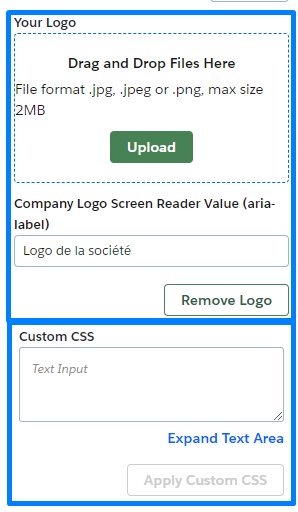 Your Logo
Drag and Drop Files Here
File format .jpg, .jpeg or .png, max size
2MB
Upload
Company Logo Screen Reader Value (aria-
label)
Logo de la société
Remove Logo
Custom CSS
Text Input
Expand Text Area
Apply Custom CSS